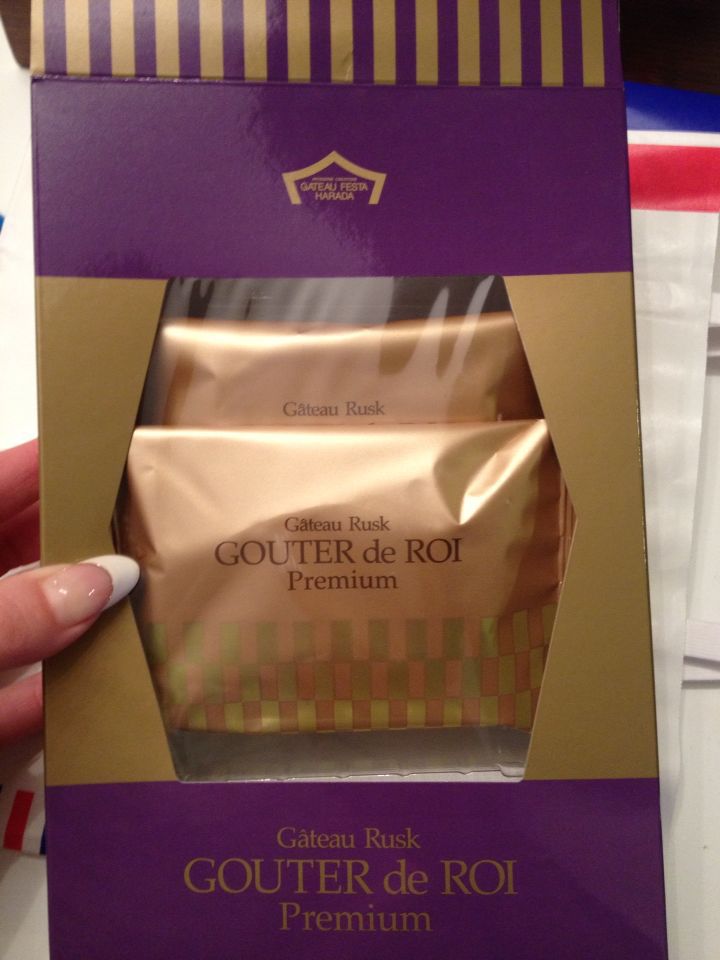 GATEAU FESTA
HARADA
Gâteau Rusk
Gâteau Rusk
GOUTER de ROI
Premium
Gâteau Rusk
GOUTER de ROI
Premium